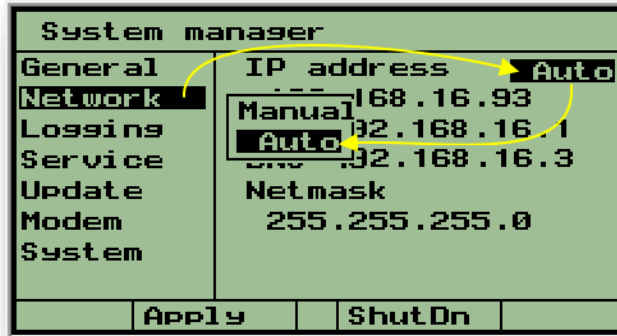 System manager
General
Network
Logging
Service
Update
Modem
System
IP address Auto
168.16.93
92.168.16.1
92.168.16.3
Manual
Auto
Netmask
255.255.255.0
Apply ShutDn